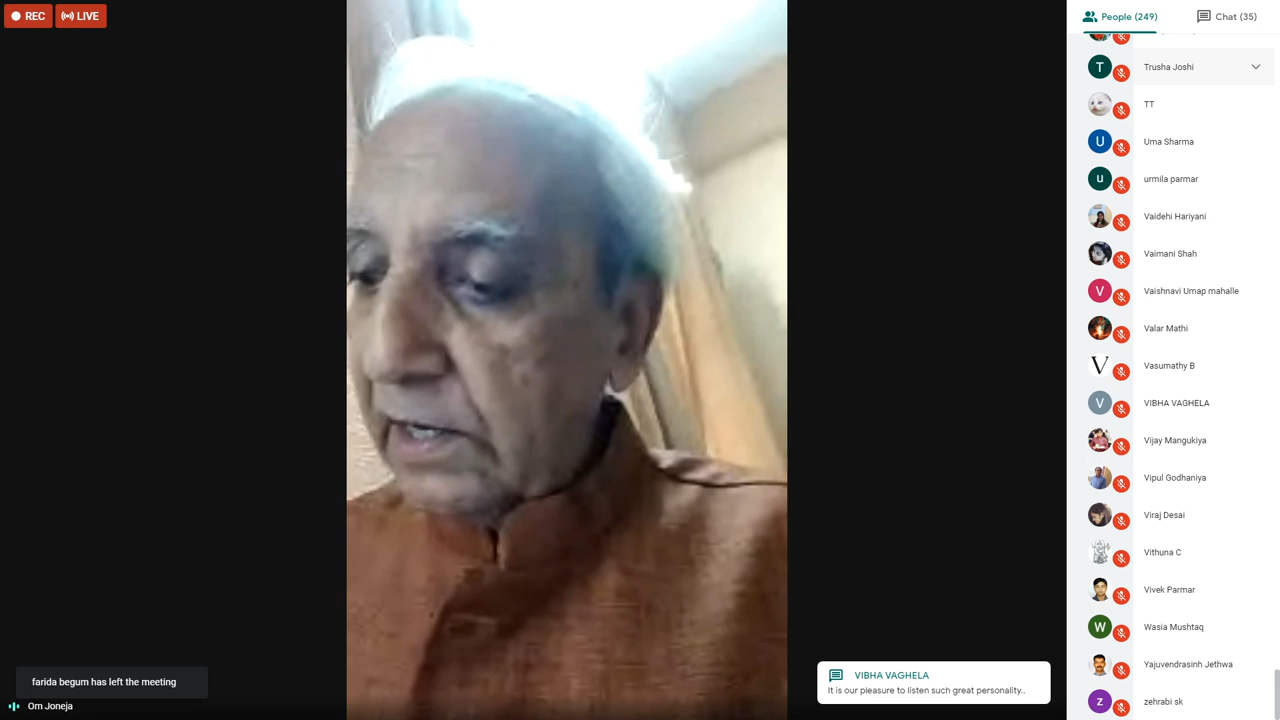 REC
LIVE
People (249)
Chat (35)
T
Trusha Joshi
TT
U
Uma Sharma
u
urmila parmar
Vaidehi Hariyani
Vaimani Shah
V
Vaishnavi Umap mahalle
Valar Mathi
V
Vasumathy B
V
VIBHA VAGHELA
Vijay Mangukiya
Vipul Godhaniya
Viraj Desai
Vithuna C
Vivek Parmar
W
Wasia Mushtaq
Yajuvendrasinh Jethwa
z
zehrabi sk
VIBHA VAGHELA
It is our pleasure to listen such great personality..
farida begum has left the meeting
Om Joneja